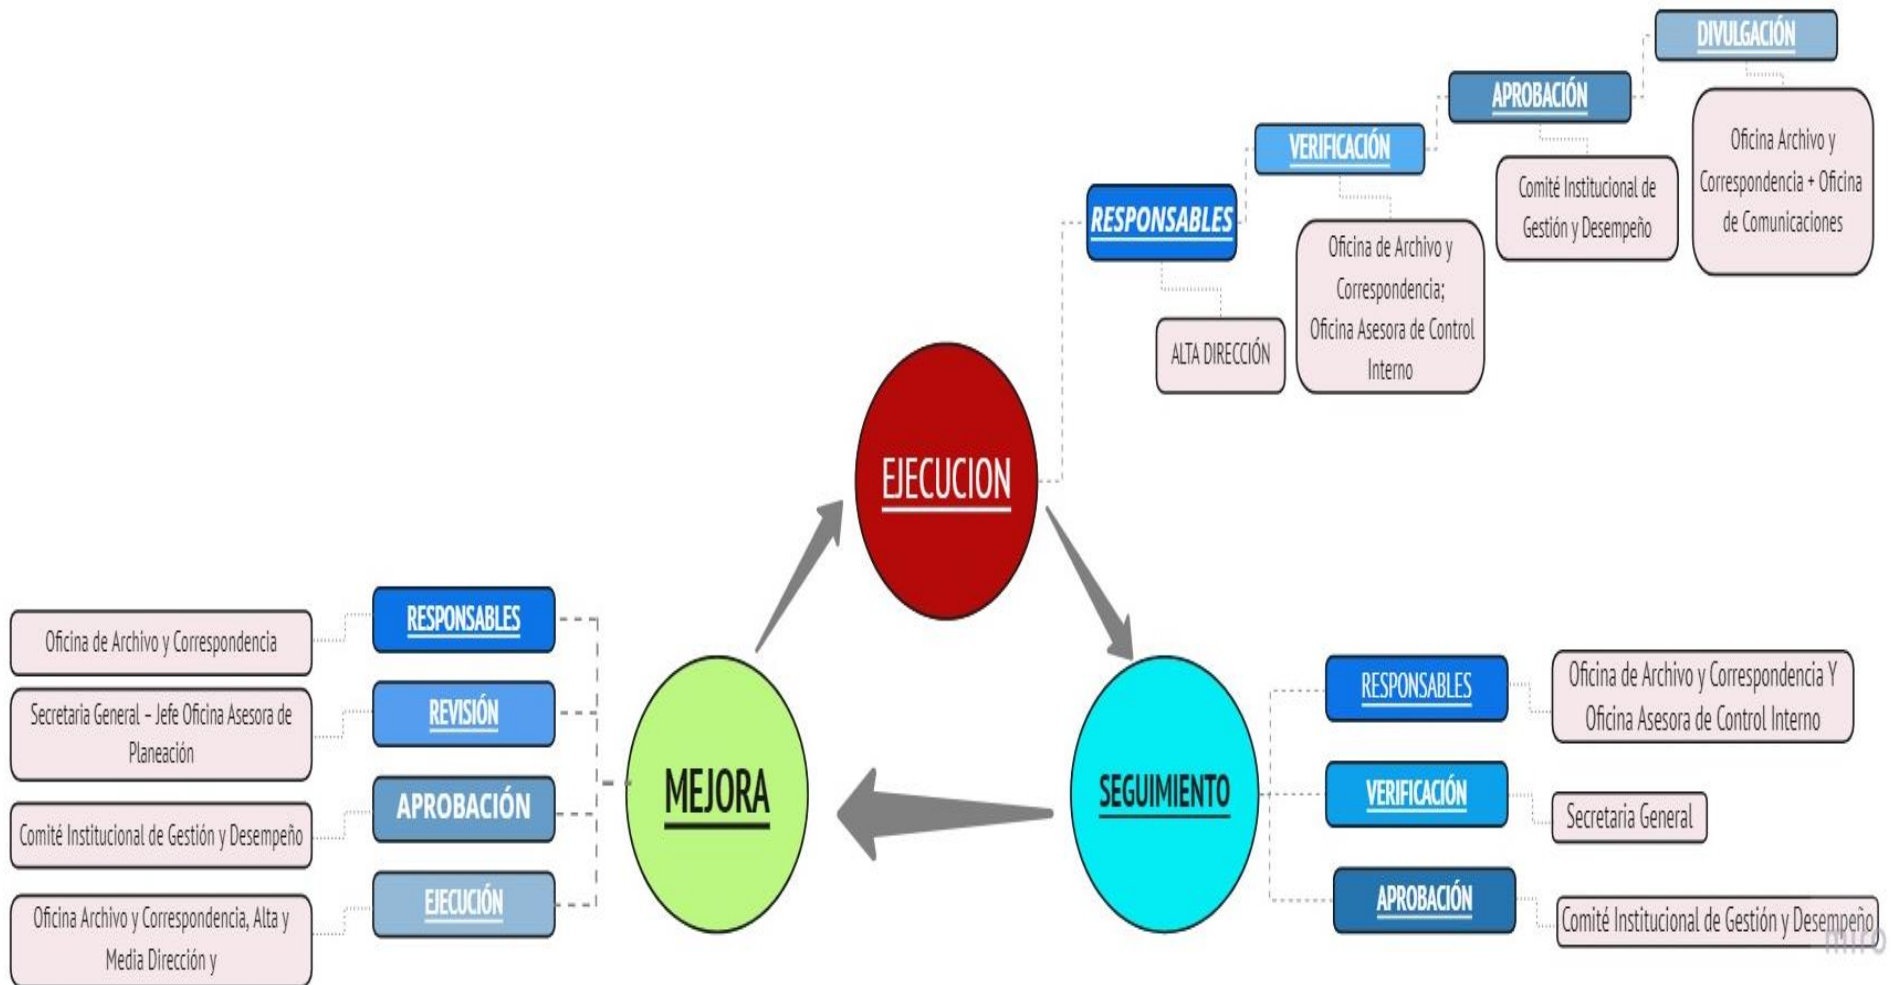 DIVULGACIÓN
Oficina Archivo y
Correspondencia + Oficina
de Comunicaciones
APROBACIÓN
Comité Institucional de
Gestión y Desempeño
VERIFICACIÓN
Oficina de Archivo y
Correspondencia;
Oficina Asesora de Control
Interno
RESPONSABLES
ALTA DIRECCIÓN
EJECUCION
RESPONSABLES
Oficina de Archivo y Correspondencia
REVISIÓN
Secretaria General – Jefe Oficina Asesora de
Planeación
APROBACIÓN
Comité Institucional de Gestión y Desempeño
EJECUCIÓN
Oficina Archivo y Correspondencia, Alta y
Media Dirección y
MEJORA
SEGUIMIENTO
RESPONSABLES
Oficina de Archivo y Correspondencia Y
Oficina Asesora de Control Interno
VERIFICACIÓN
Secretaria General
APROBACIÓN
Comité Institucional de Gestión y Desempeño
miro